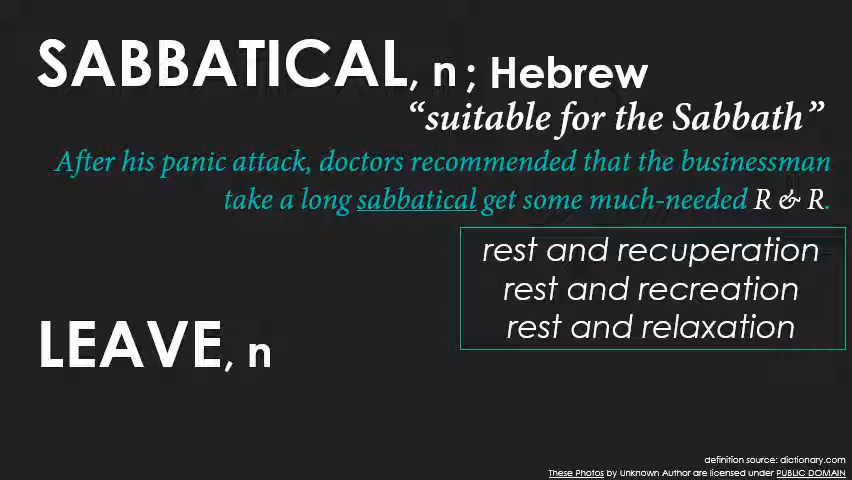 SABBATICAL, n ; Hebrew
“suitable for the Sabbath”
After his panic attack, doctors recommended that the businessman
take a long sabbatical get some much-needed R & R.
rest and recuperation
rest and recreation
rest and relaxation
LEAVE, n
definition source: dictionary.com
These Photos by Unknown Author are licensed under PUBLIC DOMAIN